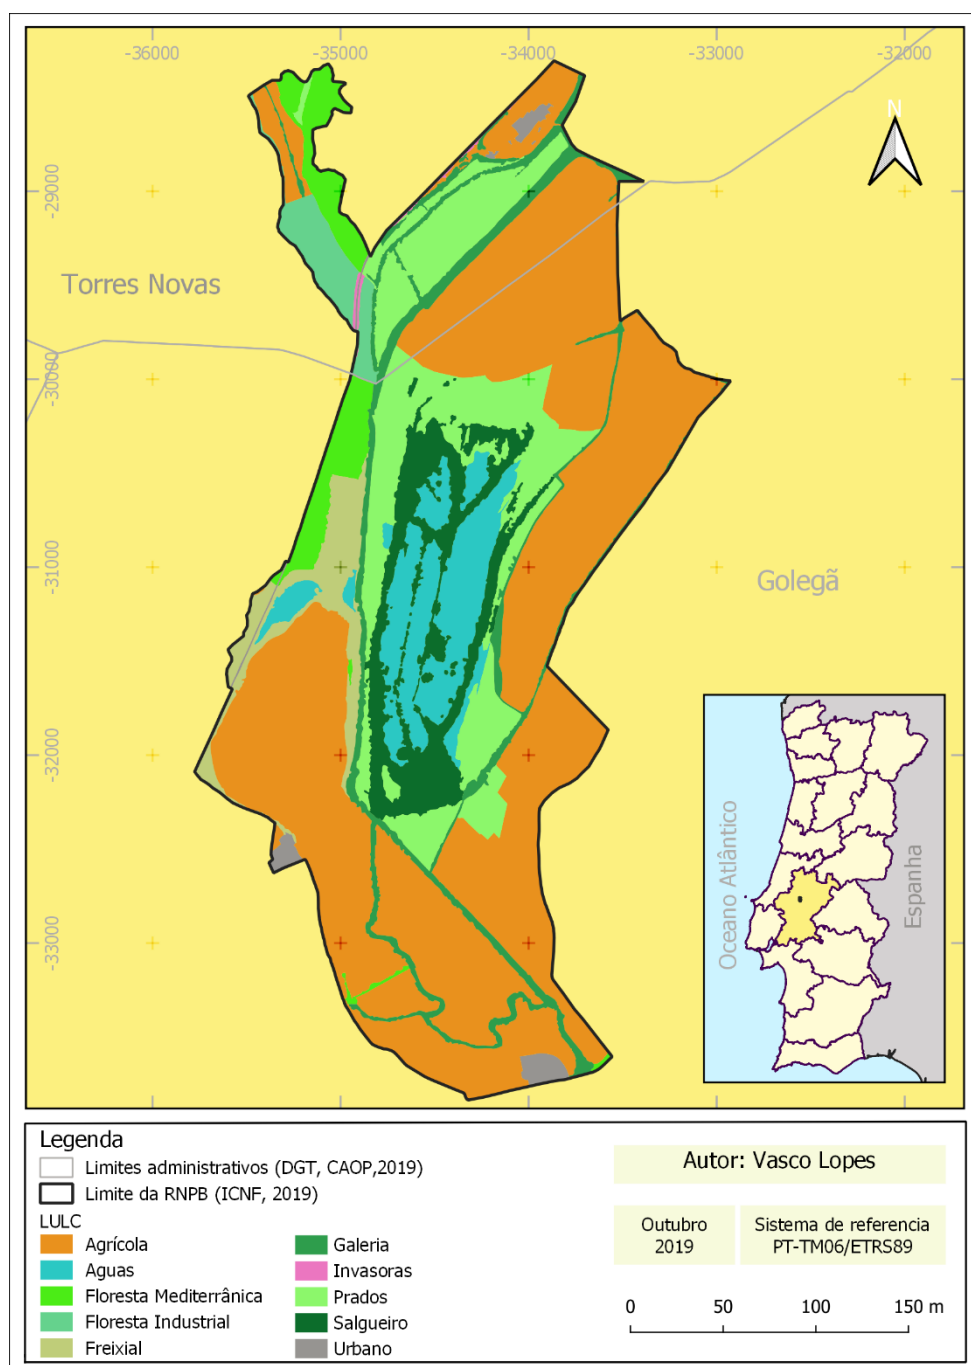 -36000 -35000 -34000 -33000 -32000
N
-29000
Torres Novas
-30000
-31000
Golegã
-32000
-33000
Oceano Atlântico
Espanha
Legenda
Limites administrativos (DGT, CAOP,2019)
Limite da RNPB (ICNF, 2019)
LULC
Agrícola
Aguas
Floresta Mediterrânica
Floresta Industrial
Freixial
Galeria
Invasoras
Prados
Salgueiro
Urbano
Autor: Vasco Lopes
Outubro
2019
Sistema de referencia
PT-TM06/ETRS89
0 50 100 150 m